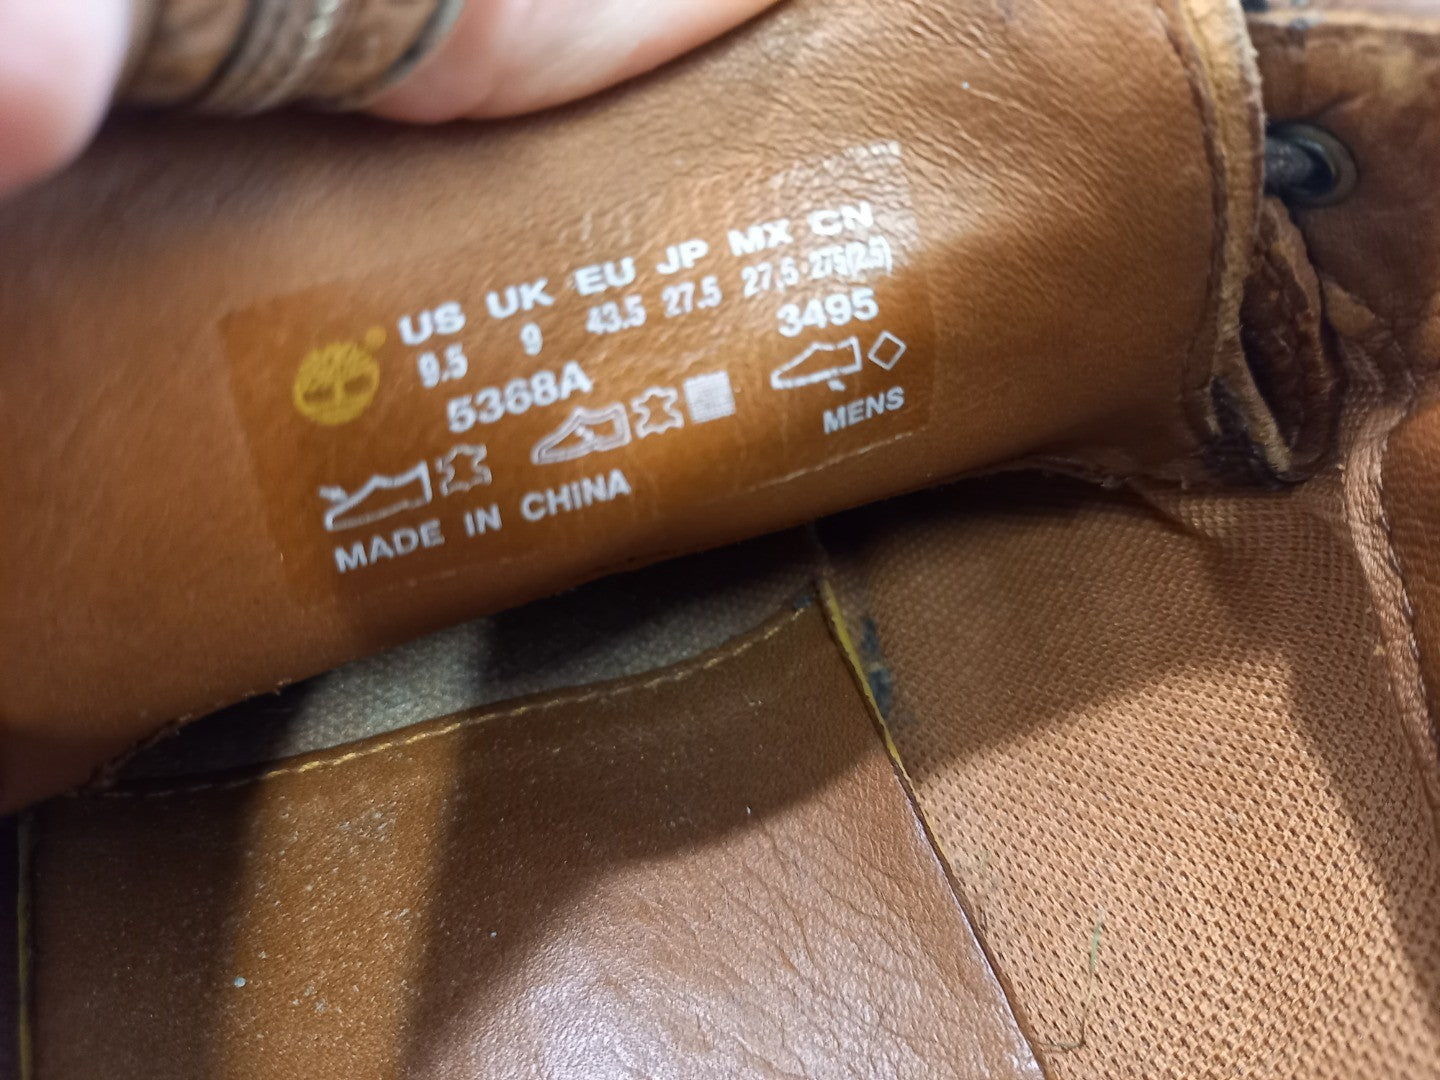 US UK EU JP MX CN
9.5 9 43.5 27.5 27.5 275(2.5)
5368A 3495
MENS
MADE IN CHINA